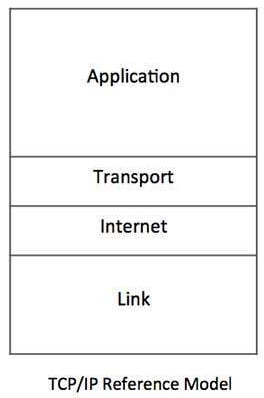 Application
Transport
Internet
Link
TCP/IP Reference Model